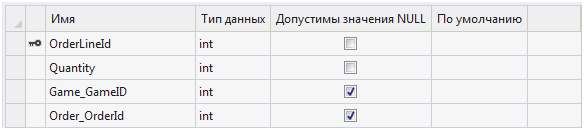 Имя Тип данных Допустимы значения NULL По умолчанию
OrderLineId int
Quantity int
Game_GameID int
Order_OrderId int